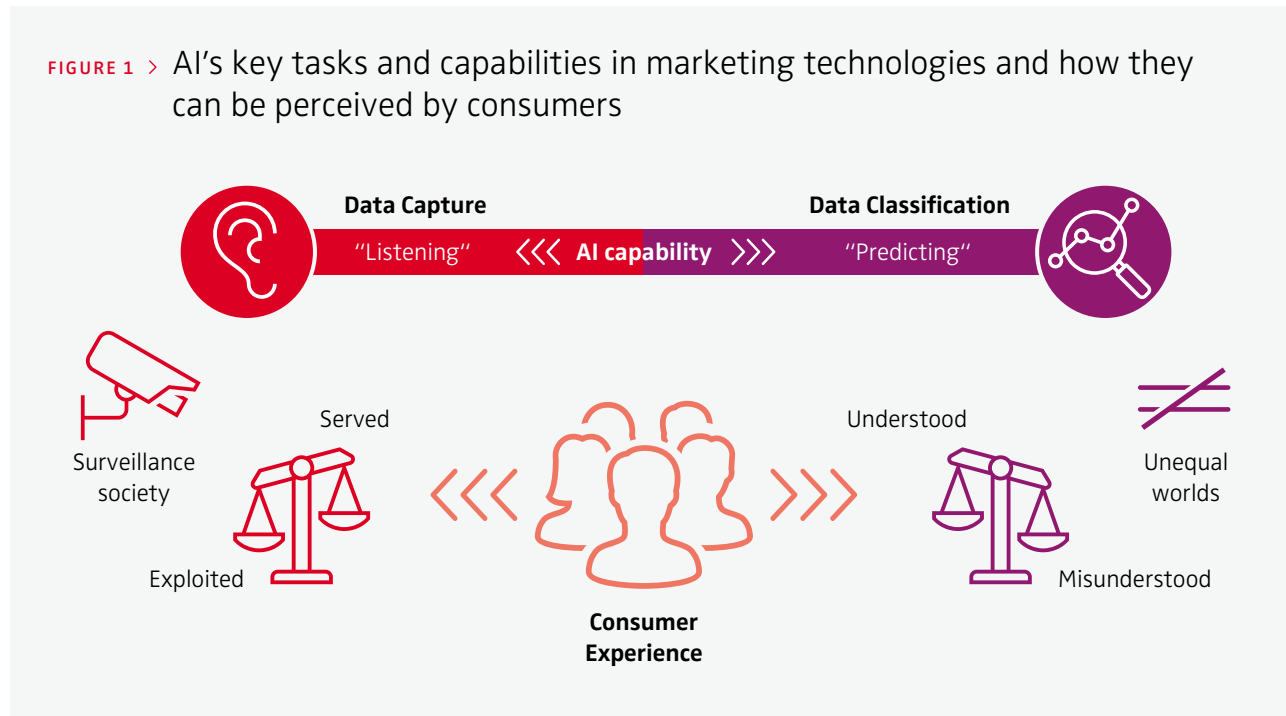 FIGURE 1 > AI’s key tasks and capabilities in marketing technologies and how they
can be perceived by consumers
Data Capture
Data Classification
“Listening“
AI capability
“Predicting“
Served
Understood
Surveillance
society
Unequal
worlds
Exploited
Misunderstood
Consumer
Experience